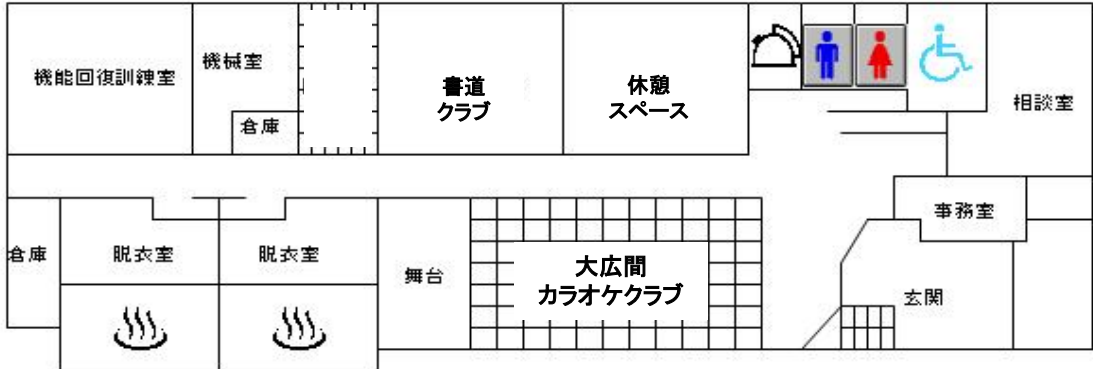 機能回復訓練室
機械室
倉庫
書道
クラブ
休憩
スペース
相談室
事務室
倉庫
脱衣室
脱衣室
舞台
大広間
カラオケクラブ
玄関